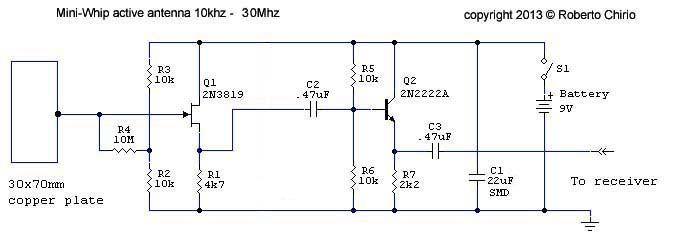 Mini-Whip active antenna 10khz - 30Mhz
copyright 2013 © Roberto Chirio
R3
10k
Q1
2N3819
C2
.47uF
R5
10k
Q2
2N2222A
S1
+ Battery
9V
R4
10M
C3
.47uF
R2
10k
R1
4k7
R6
10k
R7
2k2
C1
22uF
SMD
To receiver
30x70mm
copper plate